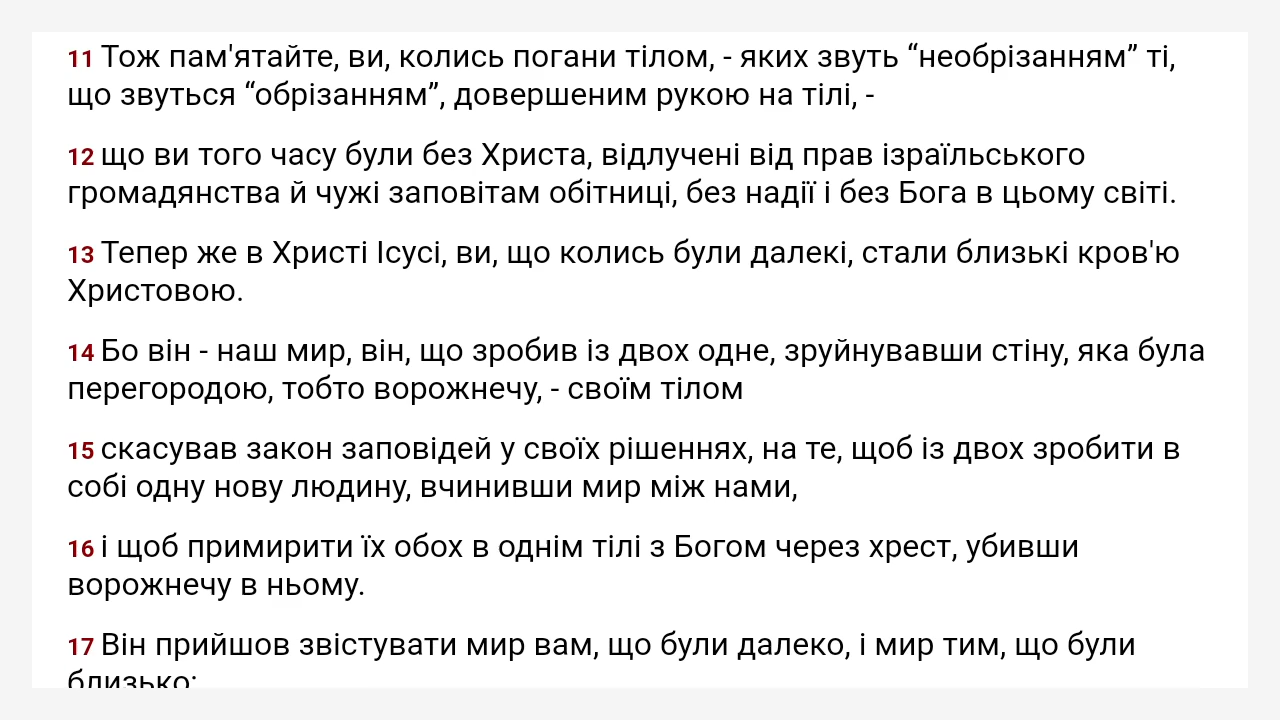 11 Тож пам'ятайте, ви, колись погани тілом, - яких звуть “необрізанням” ті,
що звуться “обрізанням”, довершеним рукою на тілі, -
12 що ви того часу були без Христа, відлучені від прав ізраїльського
громадянства й чужі заповітам обітниці, без надії і без Бога в цьому світі.
13 Тепер же в Христі Ісусі, ви, що колись були далекі, стали близькі кров'ю
Христовою.
14 Бо він - наш мир, він, що зробив із двох одне, зруйнувавши стіну, яка була
перегородою, тобто ворожнечу, - своїм тілом
15 скасував закон заповідей у своїх рішеннях, на те, щоб із двох зробити в
собі одну нову людину, вчинивши мир між нами,
16 і щоб примирити їх обох в однім тілі з Богом через хрест, убивши
ворожнечу в ньому.
17 Він прийшов звістувати мир вам, що були далеко, і мир тим, що були
близько;